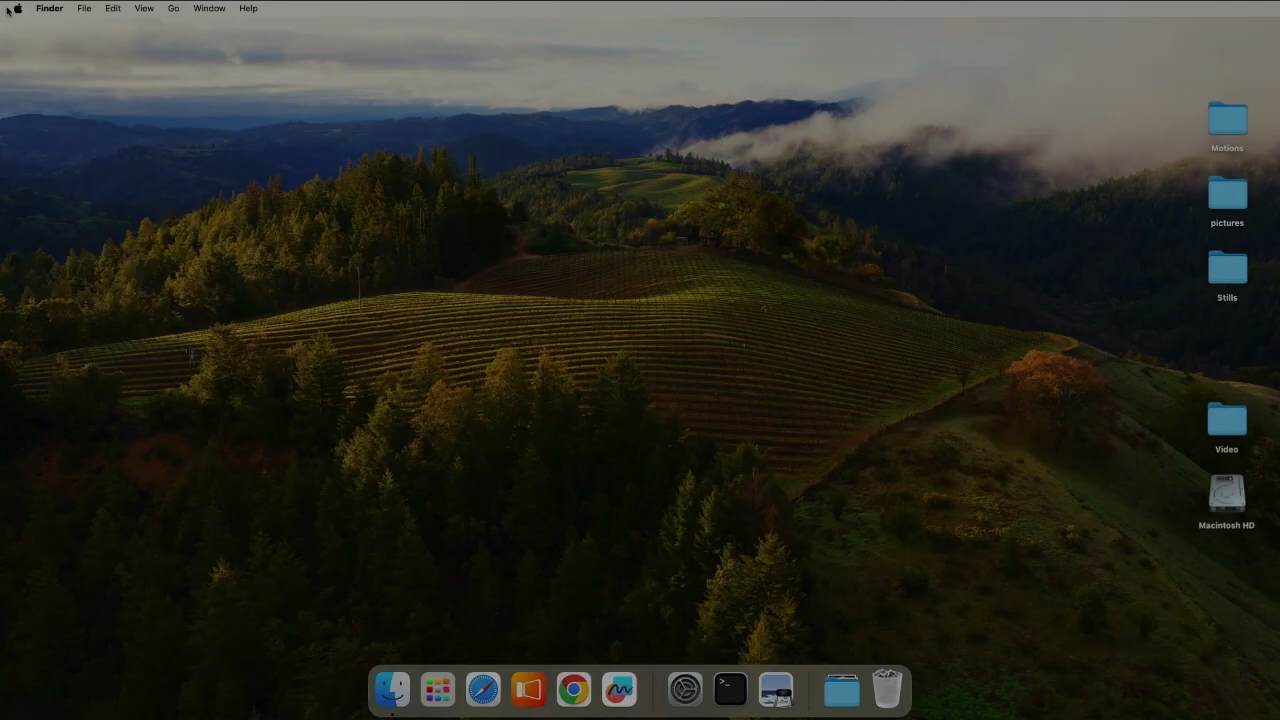 Finder File Edit View Go Window Help
Motions
pictures
Stills
Video
Macintosh HD